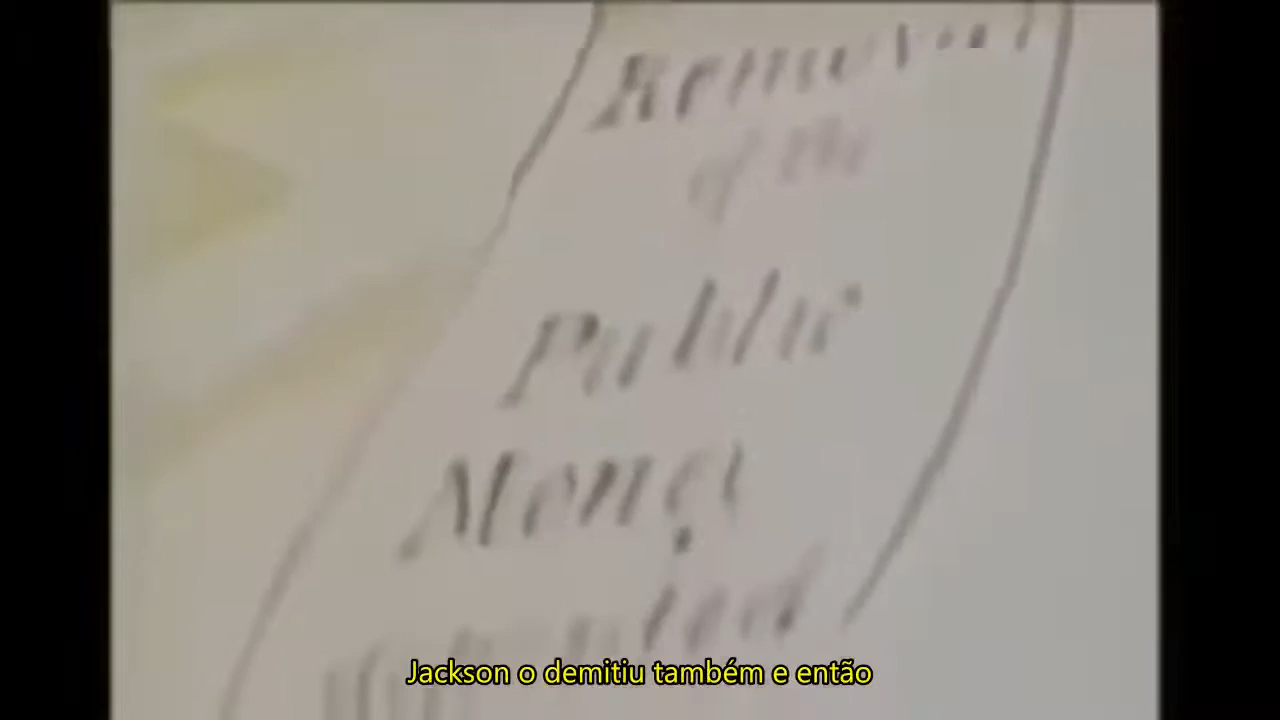 Removal
of the
Public
Money
Jackson o demitiu também e então